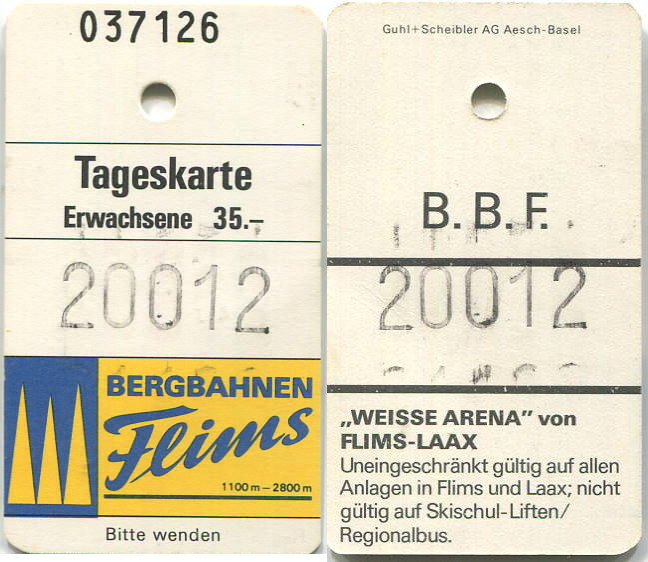 037126
Tageskarte
Erwachsene 35.–
20012
BERGBAHNEN
Flims
1100 m – 2800 m
Bitte wenden
Guhl+Scheibler AG Aesch-Basel
B. B. F.
20012
„WEISSE ARENA” von
FLIMS-LAAX
Uneingeschränkt gültig auf allen
Anlagen in Flims und Laax; nicht
gültig auf Skischul-Liften/
Regionalbus.